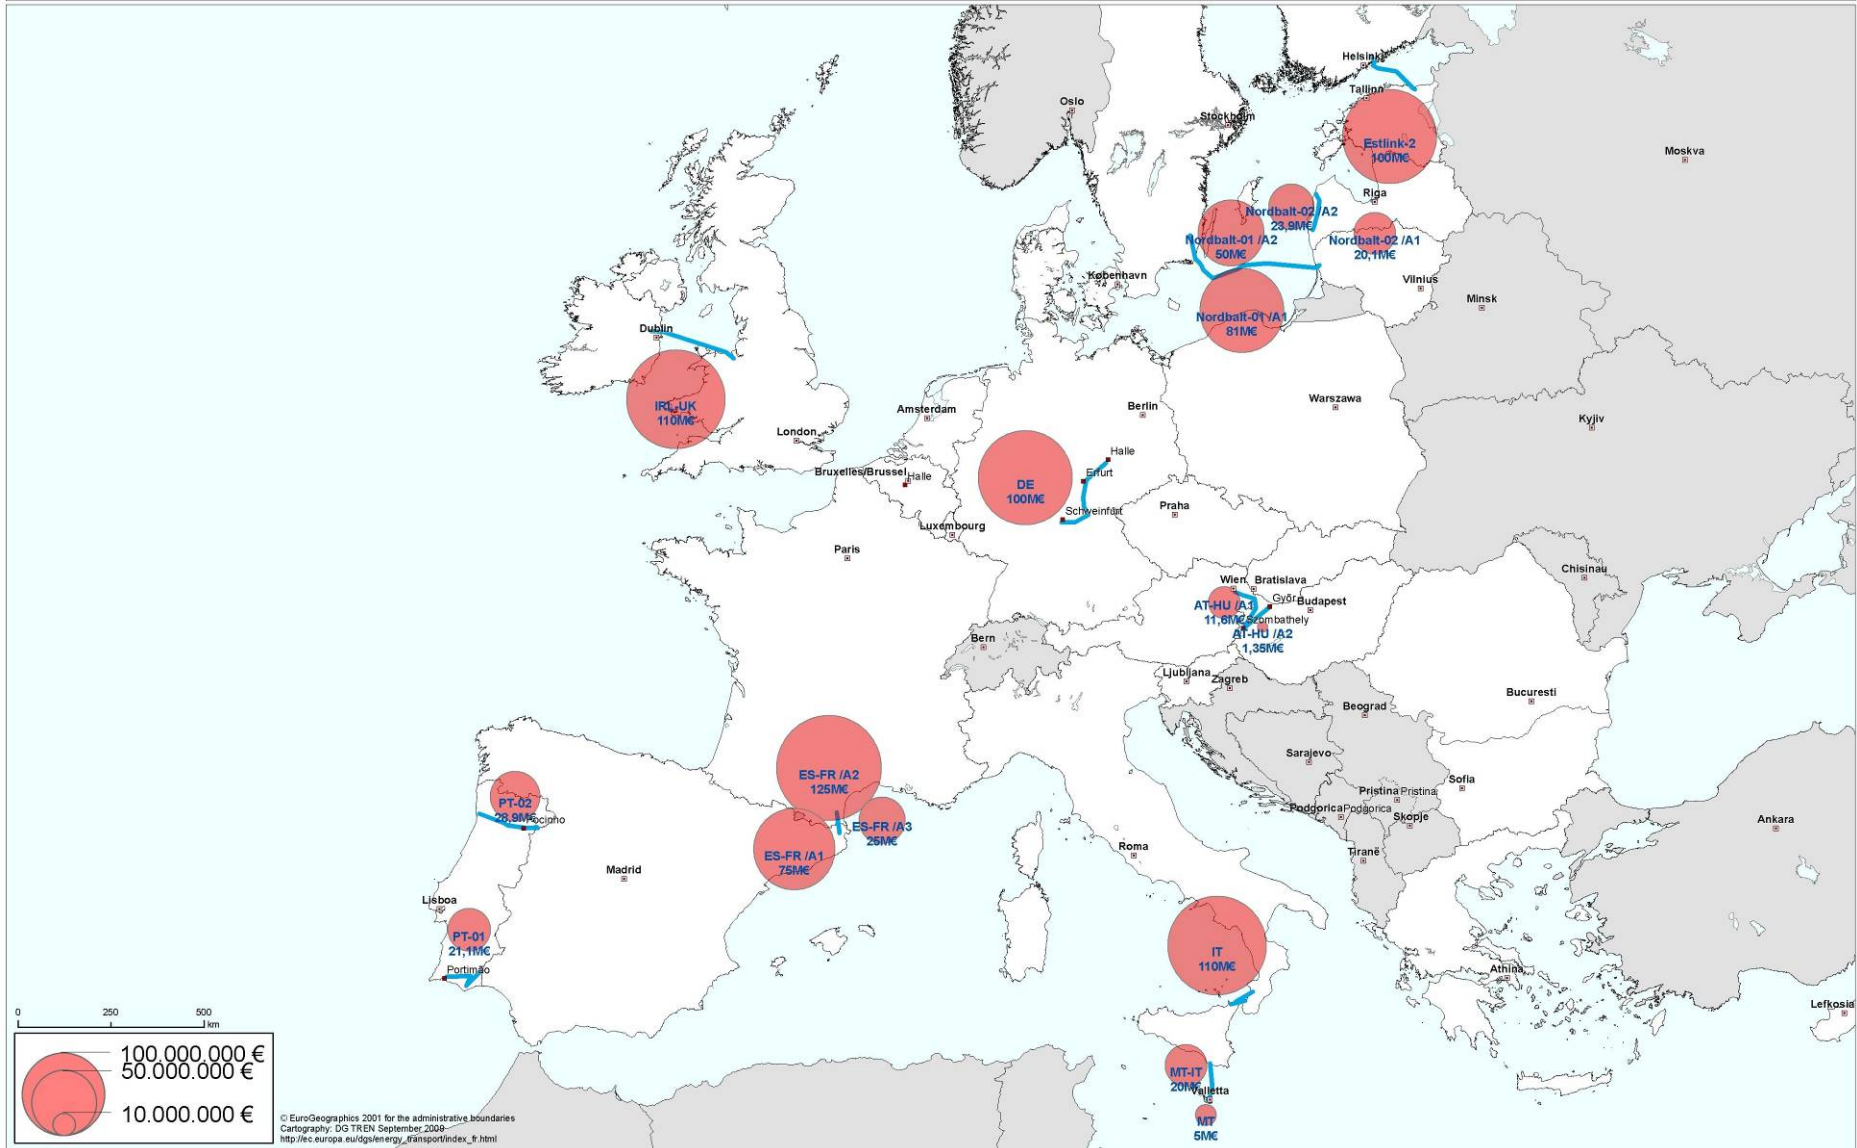 Helsinki
Tallinn
Oslo
Stockholm
Estlink-2
100M€
Moskva
Riga
Nordbalt-02 /A2
23,9M€
Nordbalt-01 /A2
50M€
Nordbalt-02 /A1
20,1M€
København
Vilnius
Minsk
Nordbalt-01 /A1
81M€
Dublin
IRL-UK
110M€
Amsterdam
Berlin
Warszawa
Kyjiv
London
Halle
Bruxelles/Brussel
Halle
Erfurt
DE
100M€
Schweinfurt
Praha
Luxembourg
Paris
Chisinau
Wien
Bratislava
Győr
Budapest
AT-HU /A1
11,6M€
Szombathely
AT-HU /A2
1,35M€
Bern
Ljubljana
Zagreb
Bucuresti
Beograd
Sarajevo
Sofia
ES-FR /A2
125M€
Pristina
Pristina
Podgorica
Podgorica
Skopje
Ankara
PT-02
28,9M€
Pocinho
ES-FR /A3
25M€
ES-FR /A1
75M€
Roma
Tiranë
Madrid
Lisboa
PT-01
21,1M€
Portimão
IT
110M€
Athina
Lefkosia
0
250
500
km
100.000.000 €
50.000.000 €
10.000.000 €
MT-IT
20M€
Valletta
MT
5M€
© EuroGeographics 2001 for the administrative boundaries
Cartography: DG TREN September 2009
http://ec.europa.eu/dgs/energy_transport/index_fr.html